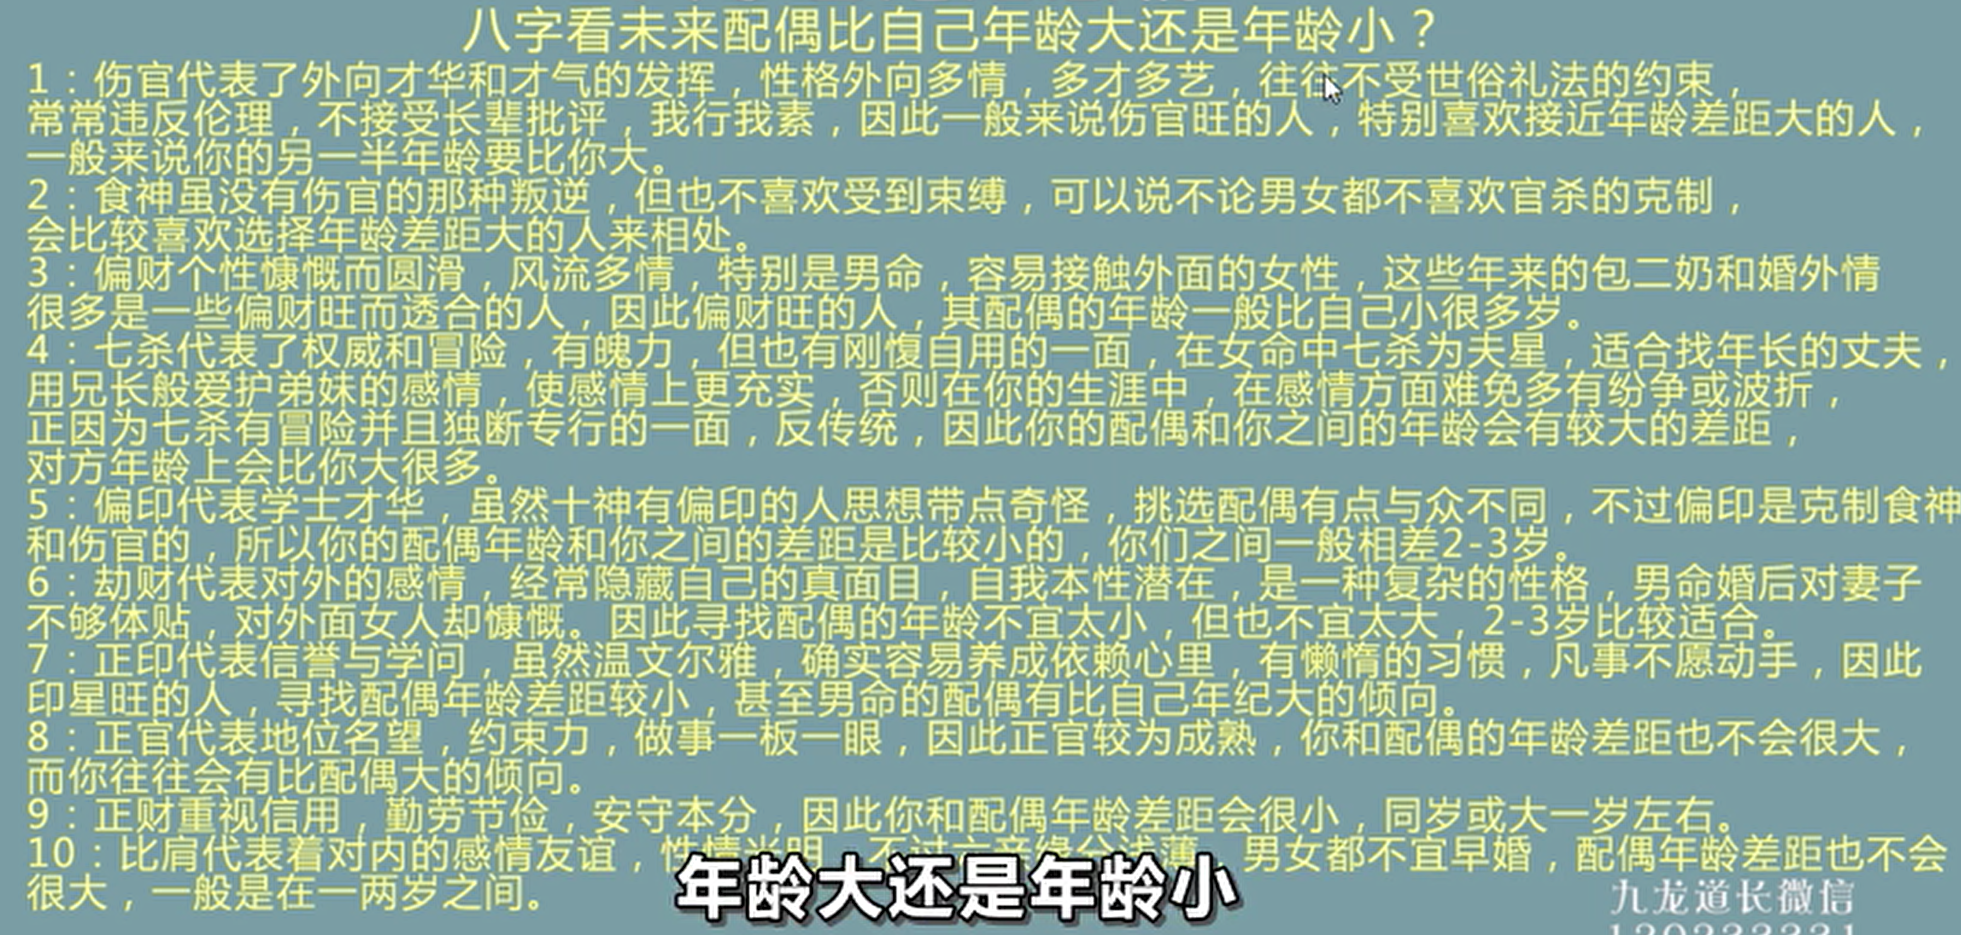 八字看未来配偶比自己年龄大还是年龄小？
1：伤官代表了外向才华和才气的发挥，性格外向多情，多才多艺，往往不受世俗礼法的约束，
常常违反伦理，不接受长辈批评，我行我素，因此一般来说伤官旺的人，特别喜欢接近年龄差距大的人，
一般来说你的另一半年龄要比你大。
2：食神虽没有伤官的那种叛逆，但也不喜欢受到束缚，可以说不论男女都不喜欢官杀的克制，
会比较喜欢选择年龄差距大的人来相处。
3：偏财个性慷慨而圆滑，风流多情，特别是男命，容易接触外面的女性，这些年来的包二奶和婚外情
很多是一些偏财旺而透合的人，因此偏财旺的人，其配偶的年龄一般比自己小很多岁。
4：七杀代表了权威和冒险，有魄力，但也有刚愎自用的一面，在女命中七杀为夫星，适合找年长的丈夫，
用兄长般爱护弟妹的感情，使感情上更充实，否则在你的生涯中，在感情方面难免多有纷争或波折，
正因为七杀有冒险并且独断专行的一面，反传统，因此你的配偶和你之间的年龄会有较大的差距，
对方年龄上会比你大很多。
5：偏印代表学士才华，虽然十神有偏印的人思想带点奇怪，挑选配偶有点与众不同，不过偏印是克制食神
和伤官的，所以你的配偶年龄和你之间的差距是比较小的，你们之间一般相差2-3岁。
6：劫财代表对外的感情，经常隐藏自己的真面目，自我本性潜在，是一种复杂的性格，男命婚后对妻子
不够体贴，对外面女人却慷慨。因此寻找配偶的年龄不宜太小，但也不宜太大，2-3岁比较适合。
7：正印代表信誉与学问，虽然温文尔雅，确实容易养成依赖心里，有懒惰的习惯，凡事不愿动手，因此
印星旺的人，寻找配偶年龄差距较小，甚至男命的配偶有比自己年纪大的倾向。
8：正官代表地位名望，约束力，做事一板一眼，因此正官较为成熟，你和配偶的年龄差距也不会很大，
而你往往会有比配偶大的倾向。
9：正财重视信用，勤劳节俭，安守本分，因此你和配偶年龄差距会很小，同岁或大一岁左右。
10：比肩代表着对内的感情友谊，性情光明，不过六亲缘分浅薄，男女都不宜早婚，配偶年龄差距也不会
很大，一般是在一两岁之间。
年龄大还是年龄小
九龙道长微信